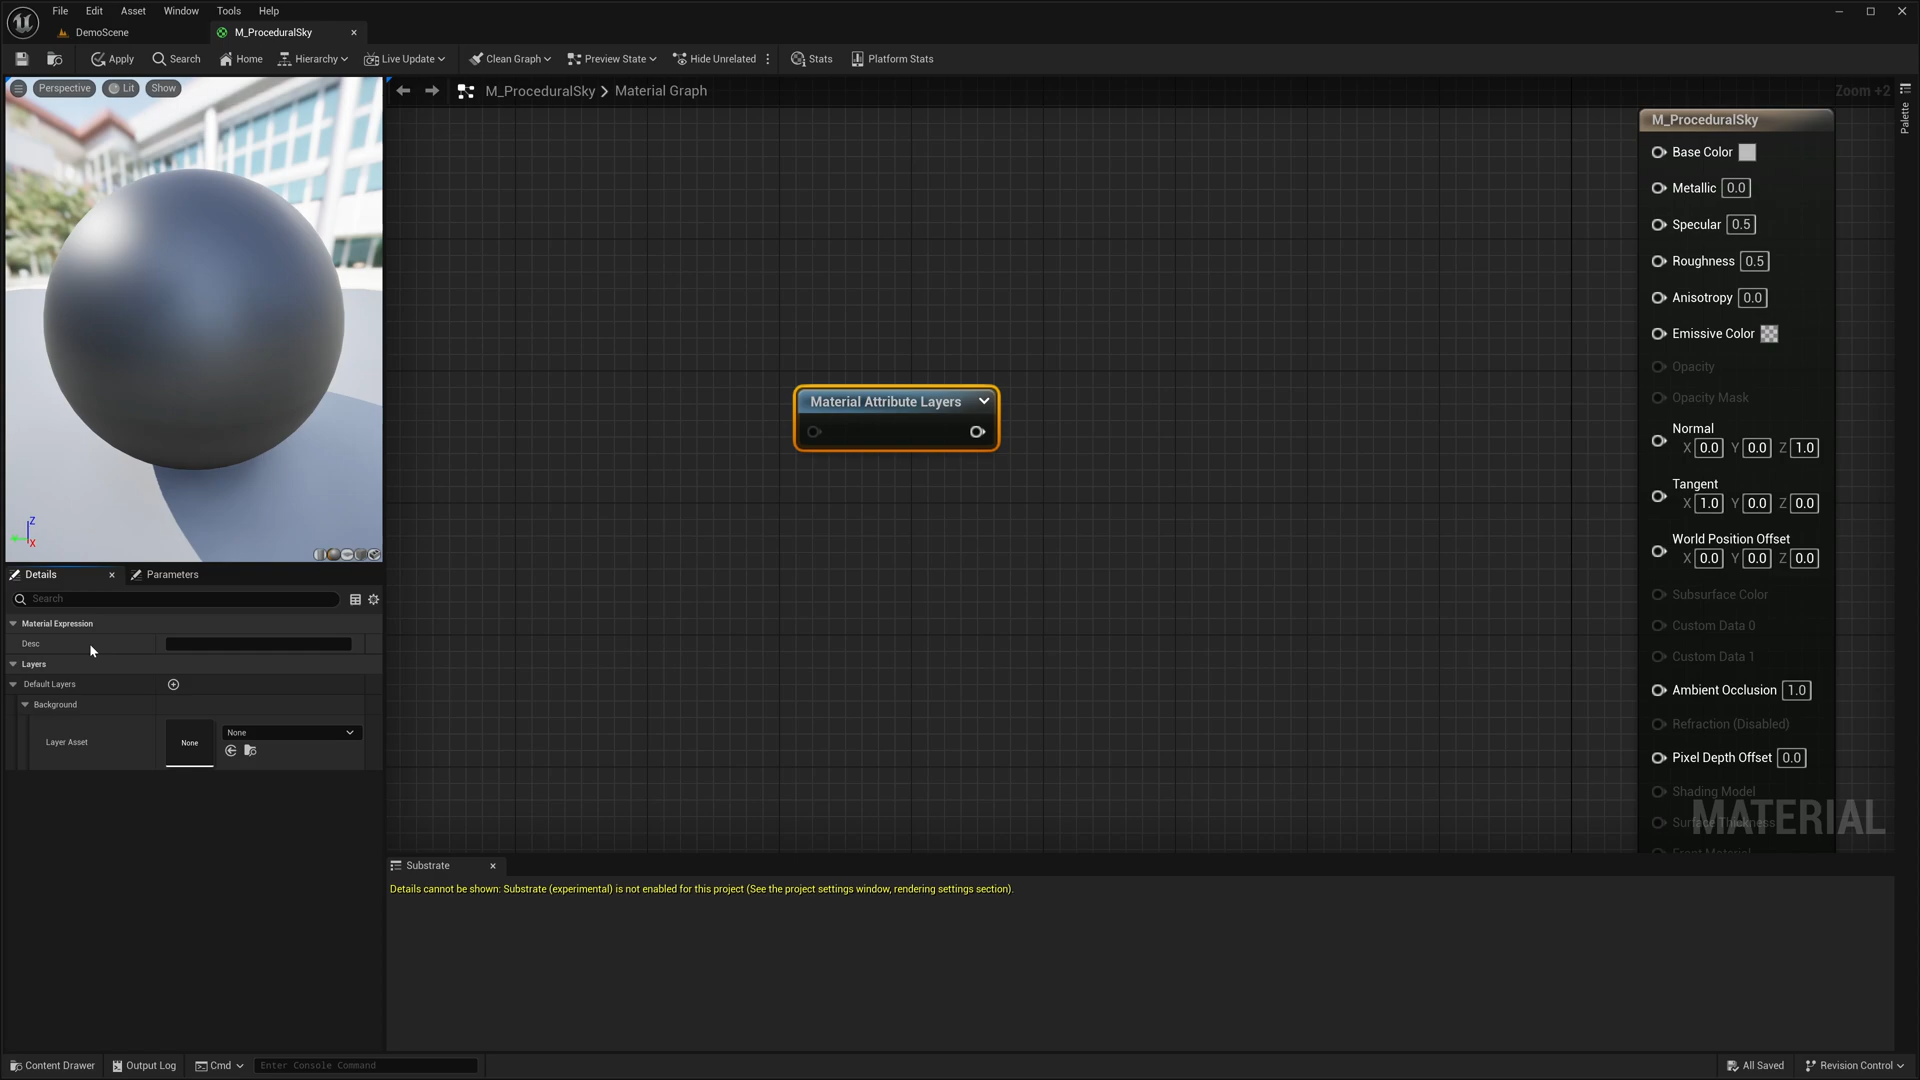 File Edit Asset Window Tools Help
DemoScene M_ProceduralSky
Apply Search Home Hierarchy Live Update Clean Graph Preview State Hide Unrelated Stats Platform Stats
Perspective Lit Show
M_ProceduralSky > Material Graph
Zoom +2
Palette
M_ProceduralSky
Base Color
Metallic 0.0
Specular 0.5
Roughness 0.5
Anisotropy 0.0
Emissive Color
Opacity
Opacity Mask
Normal
X 0.0 Y 0.0 Z 1.0
Tangent
X 1.0 Y 0.0 Z 0.0
World Position Offset
X 0.0 Y 0.0 Z 0.0
Subsurface Color
Custom Data 0
Custom Data 1
Ambient Occlusion 1.0
Refraction (Disabled)
Pixel Depth Offset 0.0
Shading Model
Surface Thickness
Front Material
MATERIAL
Material Attribute Layers
Z
X
Details Parameters
Search
Material Expression
Desc
Layers
Default Layers
Background
Layer Asset None None
Substrate
Details cannot be shown: Substrate (experimental) is not enabled for this project (See the project settings window, rendering settings section).
Content Drawer Output Log Cmd Enter Console Command All Saved Revision Control